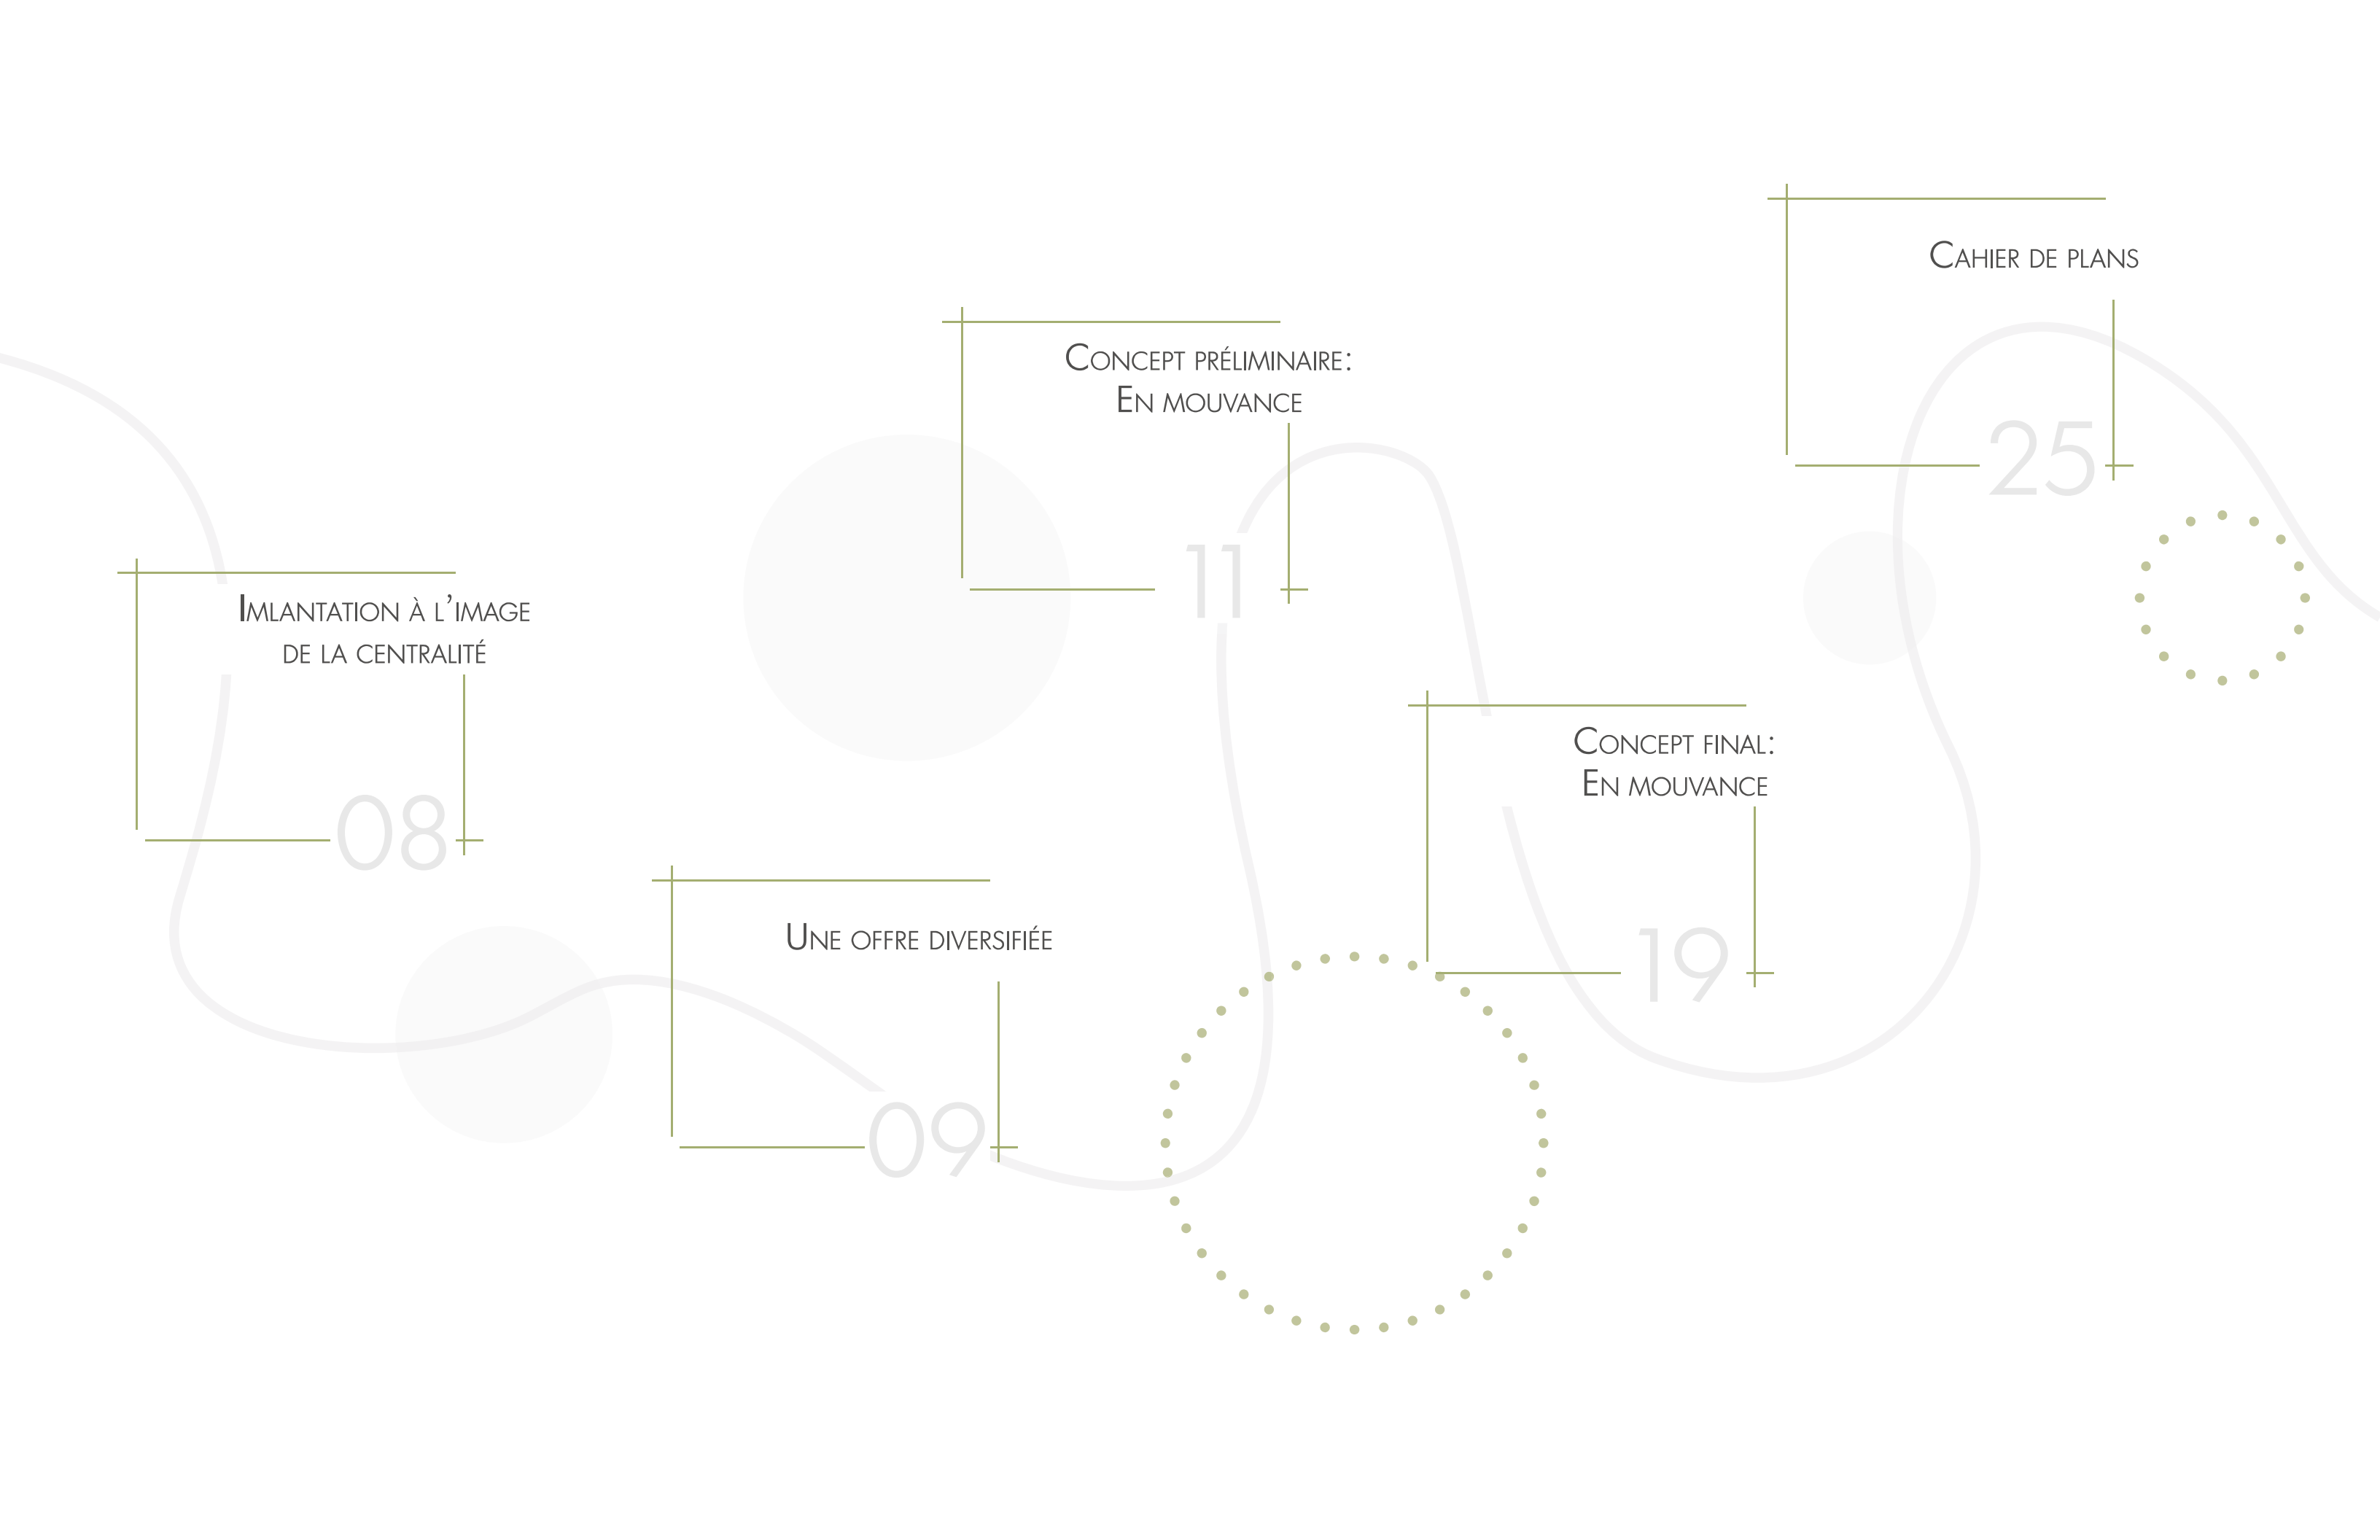 Imlantation à l'image
de la centralité
08
Une offre diversifiée
09
Concept préliminaire:
En mouvance
11
Concept final:
En mouvance
19
Cahier de plans
25